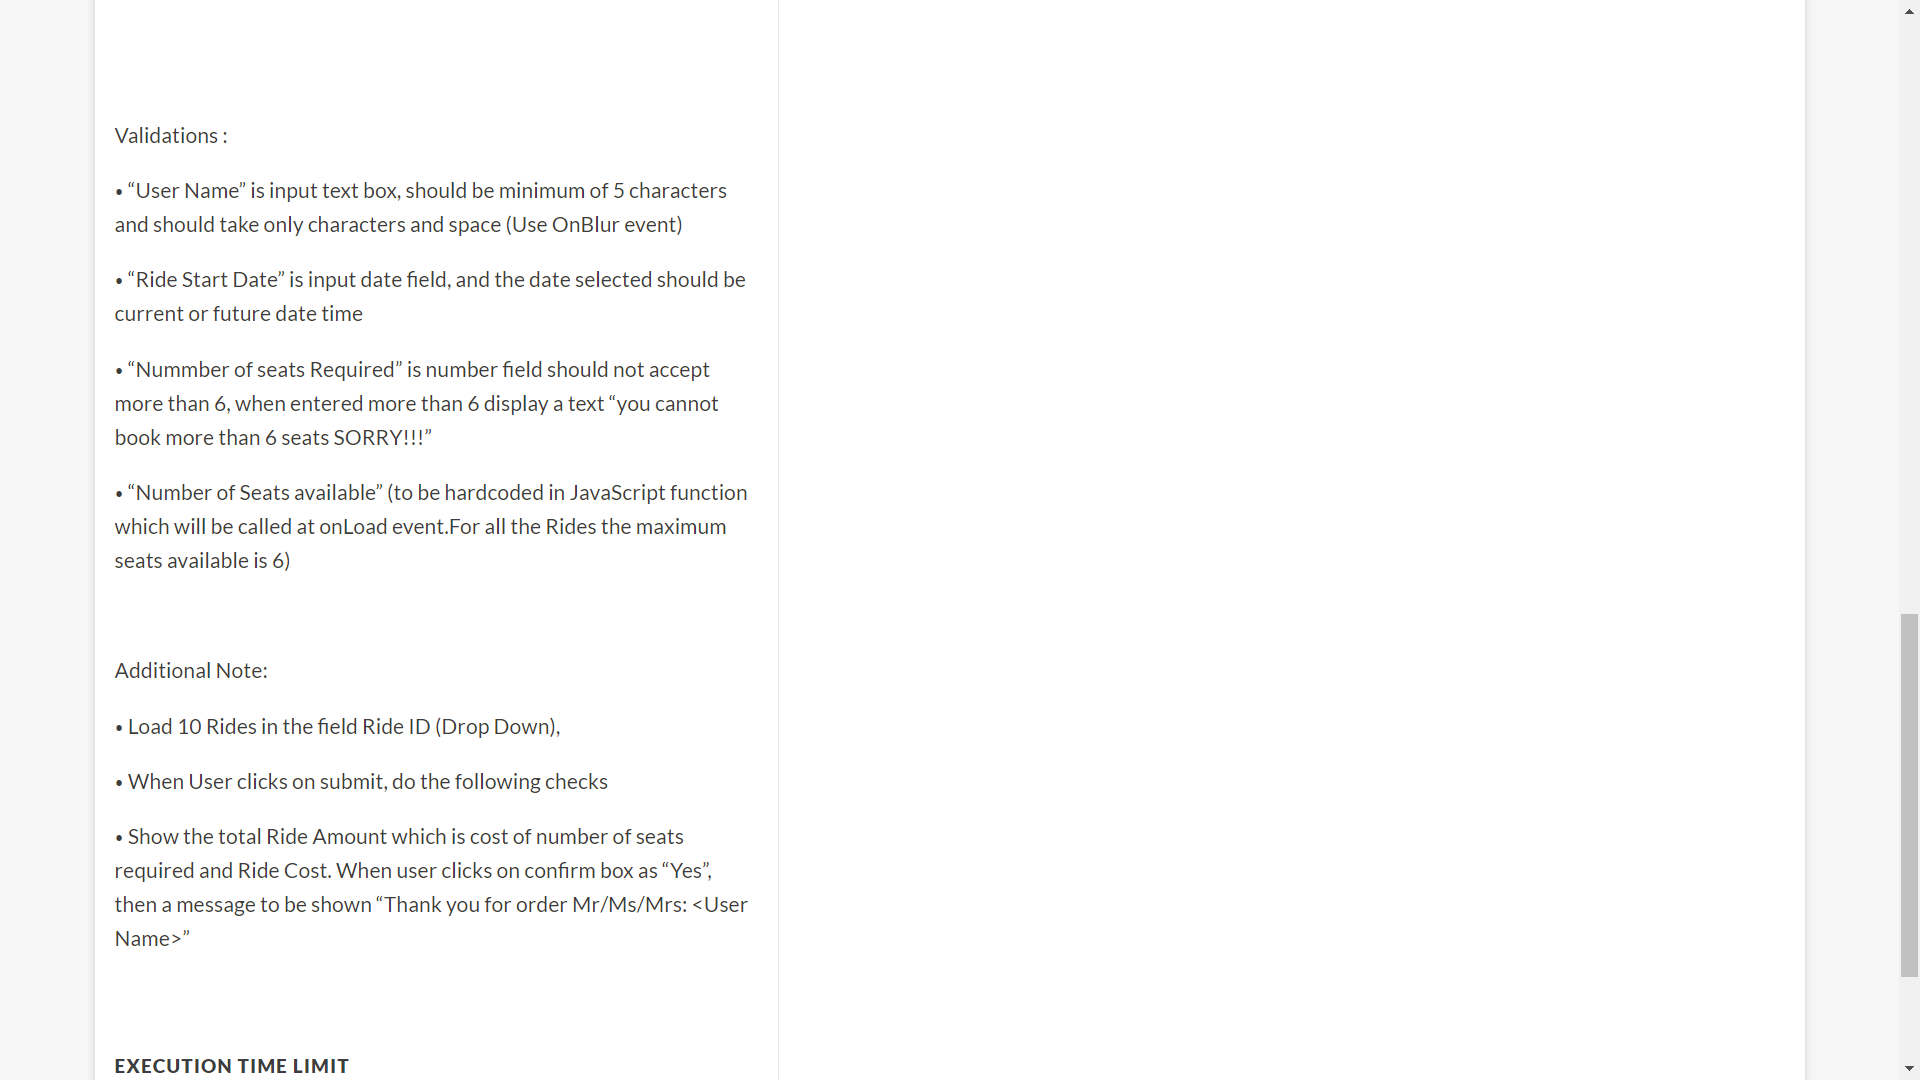 Validations :
• “User Name” is input text box, should be minimum of 5 characters
and should take only characters and space (Use OnBlur event)
• “Ride Start Date” is input date field, and the date selected should be
current or future date time
• “Nummber of seats Required” is number field should not accept
more than 6, when entered more than 6 display a text “you cannot
book more than 6 seats SORRY!!!”
• “Number of Seats available” (to be hardcoded in JavaScript function
which will be called at onLoad event.For all the Rides the maximum
seats available is 6)
Additional Note:
• Load 10 Rides in the field Ride ID (Drop Down),
• When User clicks on submit, do the following checks
• Show the total Ride Amount which is cost of number of seats
required and Ride Cost. When user clicks on confirm box as “Yes”,
then a message to be shown “Thank you for order Mr/Ms/Mrs: <User
Name>”
EXECUTION TIME LIMIT